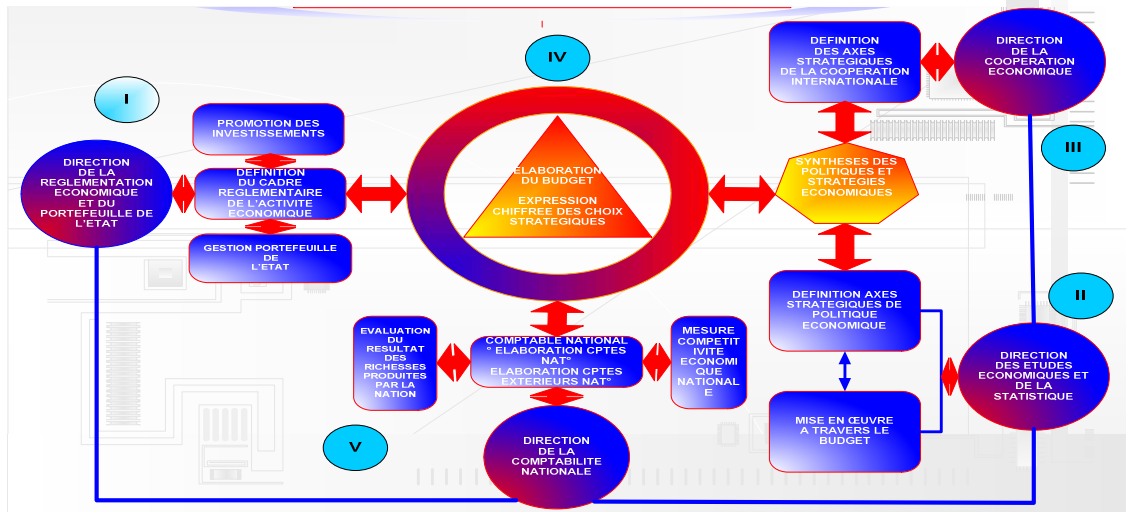 I
PROMOTION DES
INVESTISSEMENTS
DIRECTION
DE LA
REGLEMENTATION
ECONOMIQUE
ET DU
PORTEFEUILLE DE
L'ETAT
DEFINITION
DU CADRE
REGLEMENTAIRE
DE L'ACTIVITE
ECONOMIQUE
GESTION PORTEFEUILLE
DE
L'ETAT
IV
ELABORATION
DU BUDGET
EXPRESSION
CHIFFREE DES CHOIX
STRATEGIQUES
DEFINITION
DES AXES
STRATEGIQUES
DE LA COOPERATION
INTERNATIONALE
DIRECTION
DE LA
COOPERATION
ECONOMIQUE
III
SYNTHESES DES
POLITIQUES ET
STRATEGIES
ECONOMIQUES
II
DEFINITION AXES
STRATEGIQUES DE
POLITIQUE
ECONOMIQUE
DIRECTION
DES ETUDES
ECONOMIQUES ET
DE LA
STATISTIQUE
MISE EN ŒUVRE
A TRAVERS LE
BUDGET
EVALUATION
DU
RESULTAT
DES
RICHESSES
PRODUITES
PAR LA
NATION
COMPTABLE NATIONAL
° ELABORATION CPTES
NAT°
ELABORATION CPTES
EXTERIEURS NAT°
MESURE
COMPETIT
IVITE
ECONOMI
QUE
NATIONAL
E
V
DIRECTION
DE LA
COMPTABILITE
NATIONALE